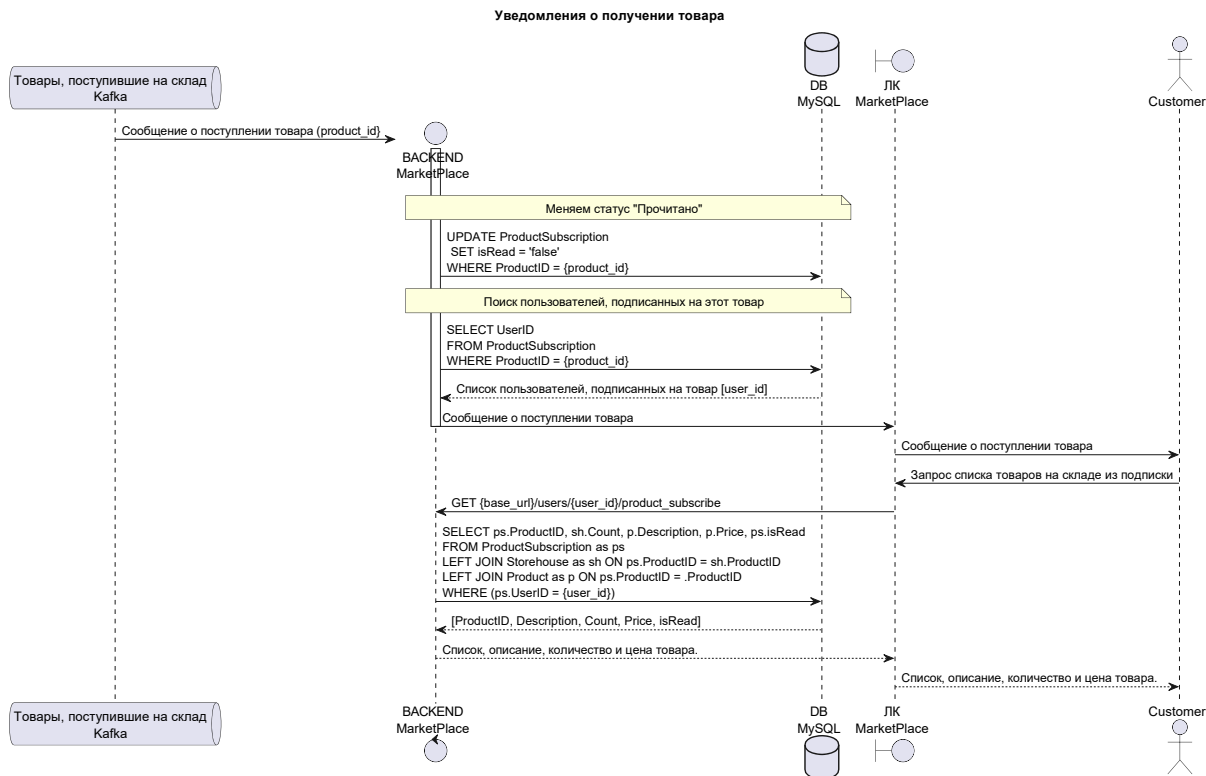 Уведомления о получении товара
Товары, поступившие на склад
Kafka
DB
MySQL
ЛК
MarketPlace
Customer
Сообщение о поступлении товара (product_id}
BACKEND
MarketPlace
Меняем статус "Прочитано"
UPDATE ProductSubscription
SET isRead = 'false'
WHERE ProductID = {product_id}
Поиск пользователей, подписанных на этот товар
SELECT UserID
FROM ProductSubscription
WHERE ProductID = {product_id}
Список пользователей, подписанных на товар [user_id]
Сообщение о поступлении товара
Сообщение о поступлении товара
Запрос списка товаров на складе из подписки
GET {base_url}/users/{user_id}/product_subscribe
SELECT ps.ProductID, sh.Count, p.Description, p.Price, ps.isRead
FROM ProductSubscription as ps
LEFT JOIN Storehouse as sh ON ps.ProductID = sh.ProductID
LEFT JOIN Product as p ON ps.ProductID = .ProductID
WHERE (ps.UserID = {user_id})
[ProductID, Description, Count, Price, isRead]
Список, описание, количество и цена товара.
Список, описание, количество и цена товара.
Товары, поступившие на склад
Kafka
BACKEND
MarketPlace
DB
MySQL
ЛК
MarketPlace
Customer